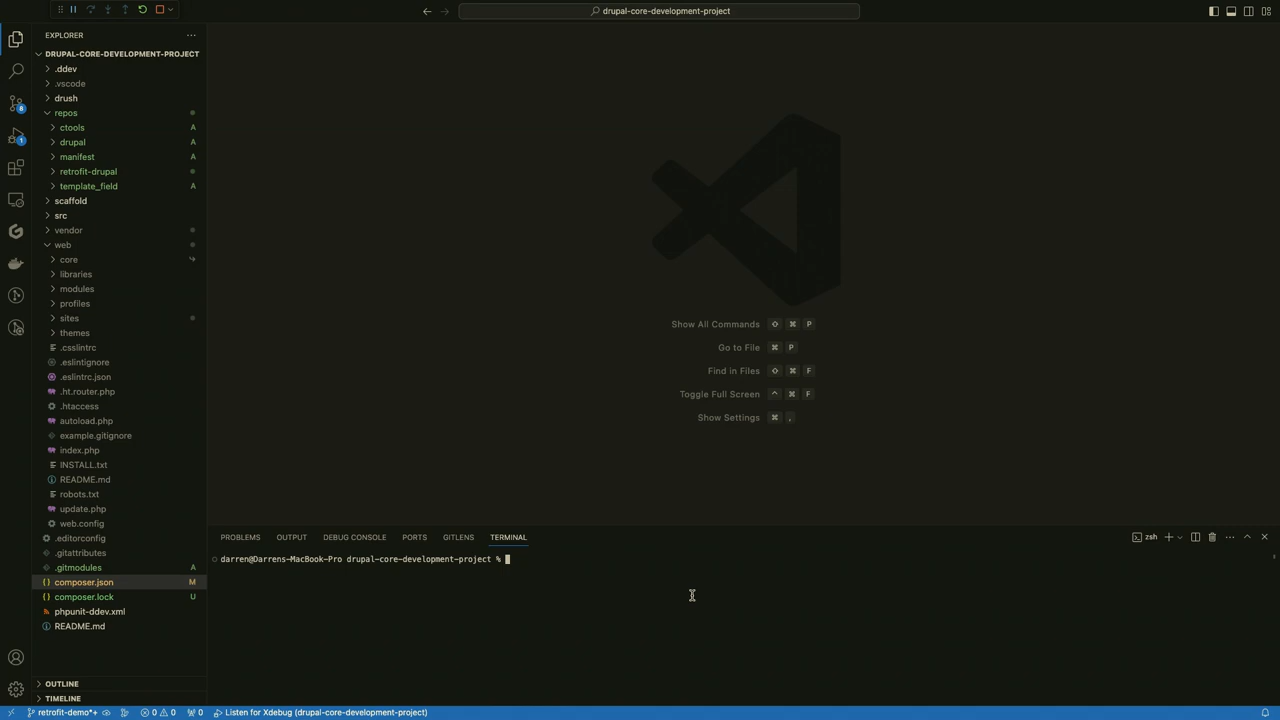 drupal-core-development-project
EXPLORER
DRUPAL-CORE-DEVELOPMENT-PROJECT
.ddev
.vscode
drush
8
repos
ctools A
1
drupal A
manifest A
retrofit-drupal
template_field A
scaffold
src
vendor
web
core
libraries
modules
profiles
sites
themes
.csslintrc
.eslintignore
.eslintrc.json
.ht.router.php
.htaccess
autoload.php
example.gitignore
index.php
INSTALL.txt
README.md
robots.txt
update.php
web.config
.editorconfig
.gitattributes
.gitmodules A
composer.json M
composer.lock U
phpunit-ddev.xml
README.md
OUTLINE
TIMELINE
Show All Commands ⇧ ⌘ P
Go to File ⌘ P
Find in Files ⇧ ⌘ F
Toggle Full Screen ⌃ ⌘ F
Show Settings ⌘ ,
PROBLEMS OUTPUT DEBUG CONSOLE PORTS GITLENS TERMINAL
zsh
darren@Darrens-MacBook-Pro drupal-core-development-project %
retrofit-demo*+ 0 0 0 Listen for Xdebug (drupal-core-development-project)